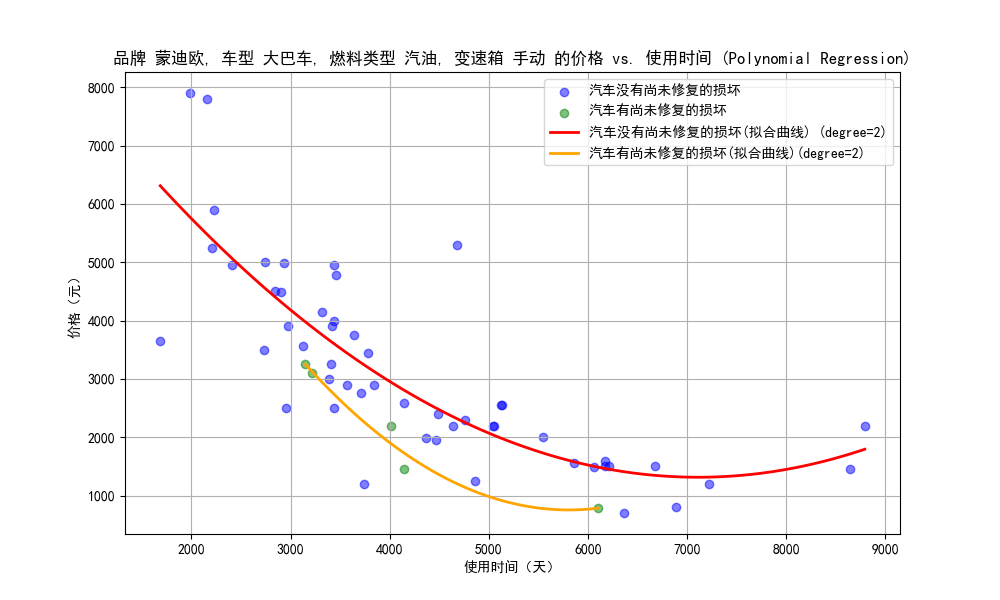 品牌 蒙迪欧, 车型 大巴车, 燃料类型 汽油, 变速箱 手动 的价格 vs. 使用时间 (Polynomial Regression)
汽车没有尚未修复的损坏
汽车有尚未修复的损坏
汽车没有尚未修复的损坏(拟合曲线) (degree=2)
汽车有尚未修复的损坏(拟合曲线)(degree=2)
价格（元）
8000
7000
6000
5000
4000
3000
2000
1000
2000 3000 4000 5000 6000 7000 8000 9000
使用时间（天）